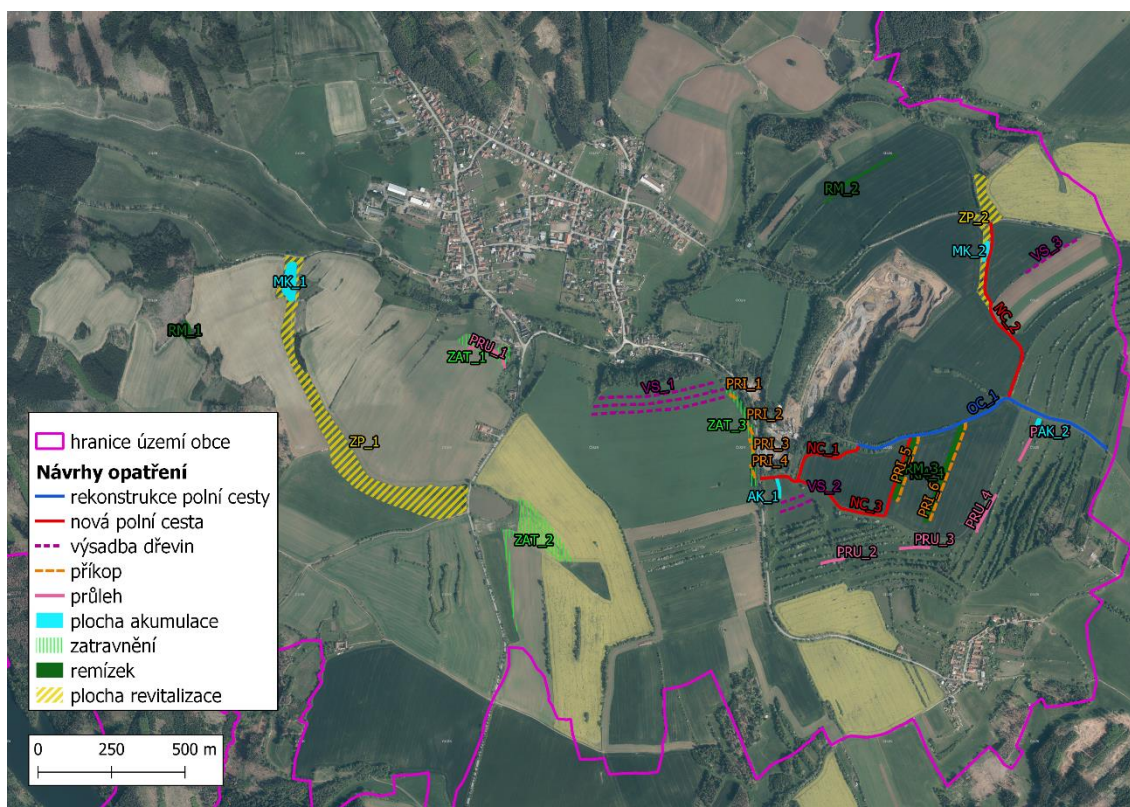 RM_2
ZP_2
MK_2
VS_3
MK_1
NC_2
RM_1
PRU_1
ZAT_1
VS_1
PRI_1
OC_1
PRI_2
ZAT_3
AK_2
PRI_3
ZP_1
NC_1
PRI_4
PRI_5
RM_3
VS_2
PRI_6
AK_1
NC_3
PRU_4
ZAT_2
PRU_3
PRU_2
hranice území obce
Návrhy opatření
rekonstrukce polní cesty
nová polní cesta
výsadba dřevin
příkop
průleh
plocha akumulace
zatravnění
remízek
plocha revitalizace
0 250 500 m